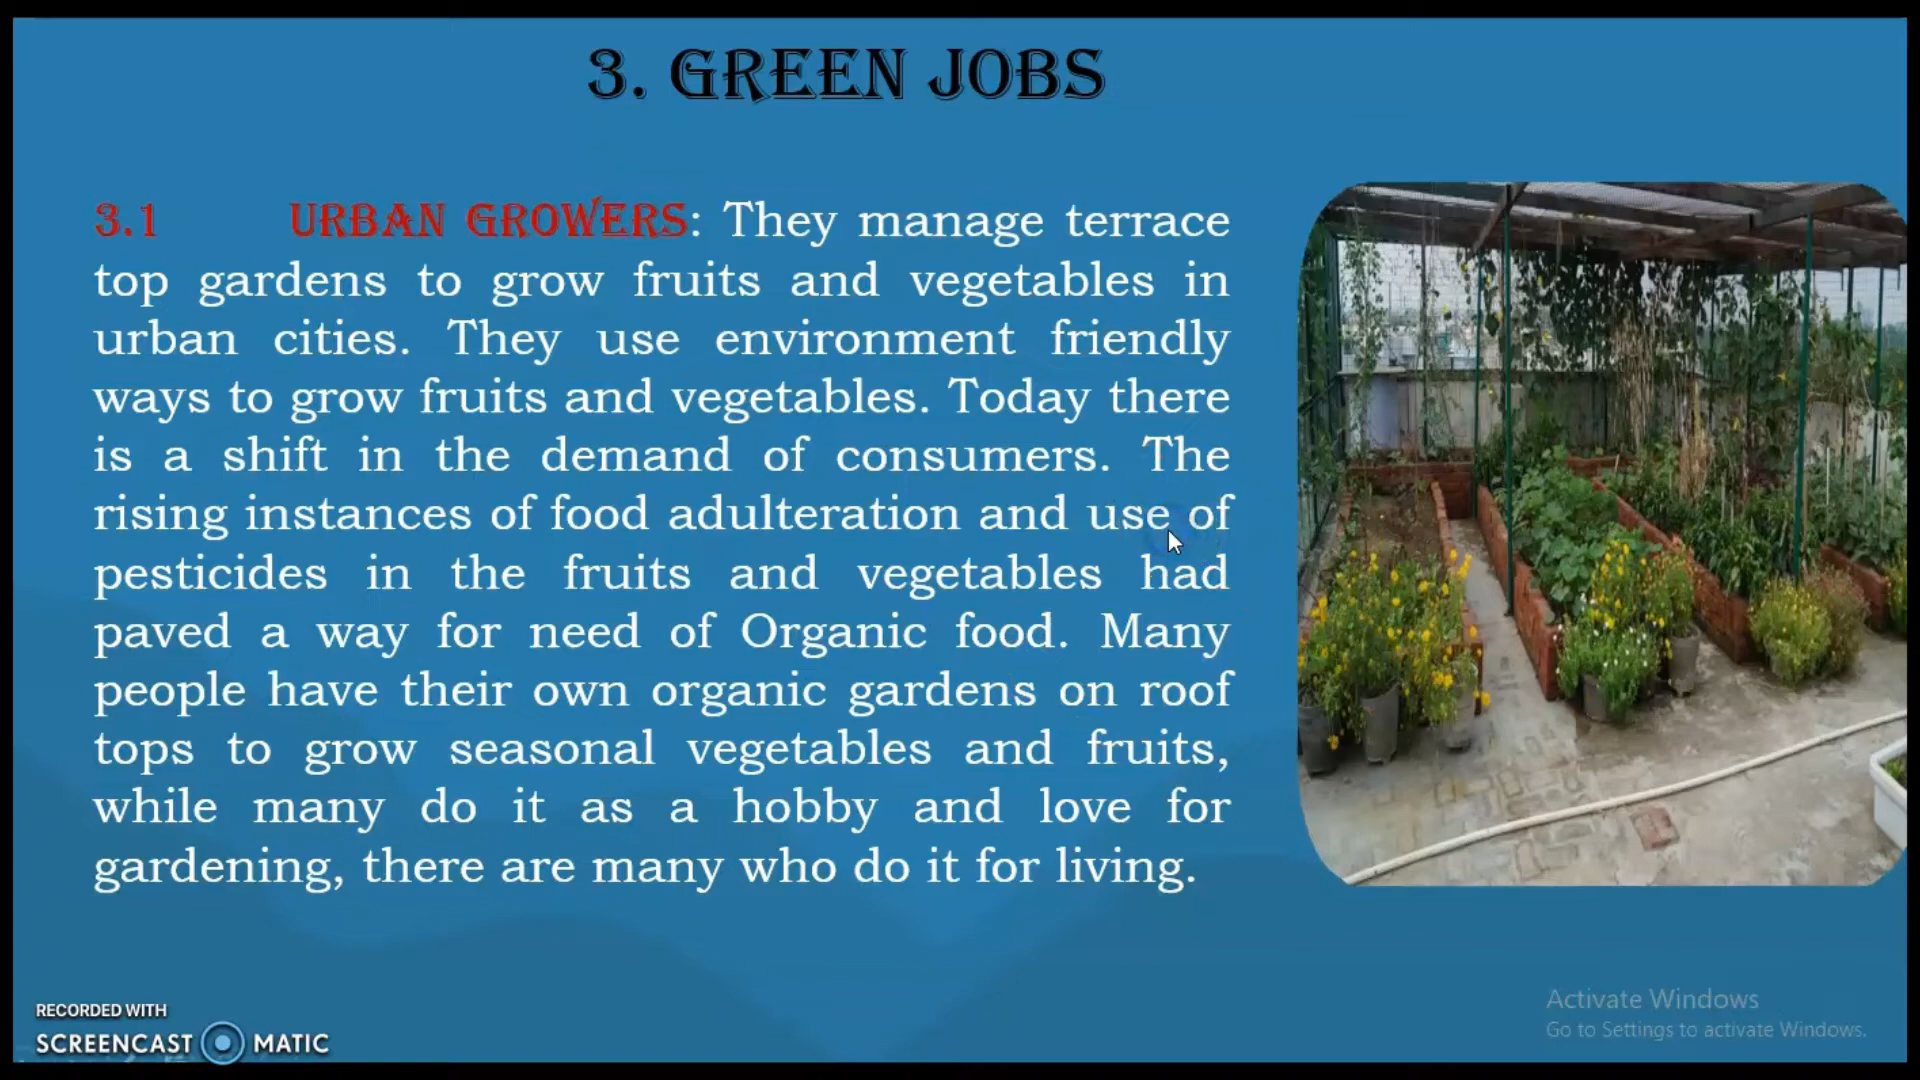 3. GREEN JOBS
3.1 URBAN GROWERS: They manage terrace
top gardens to grow fruits and vegetables in
urban cities. They use environment friendly
ways to grow fruits and vegetables. Today there
is a shift in the demand of consumers. The
rising instances of food adulteration and use of
pesticides in the fruits and vegetables had
paved a way for need of Organic food. Many
people have their own organic gardens on roof
tops to grow seasonal vegetables and fruits,
while many do it as a hobby and love for
gardening, there are many who do it for living.
RECORDED WITH
SCREENCAST MATIC
Activate Windows
Go to Settings to activate Windows.